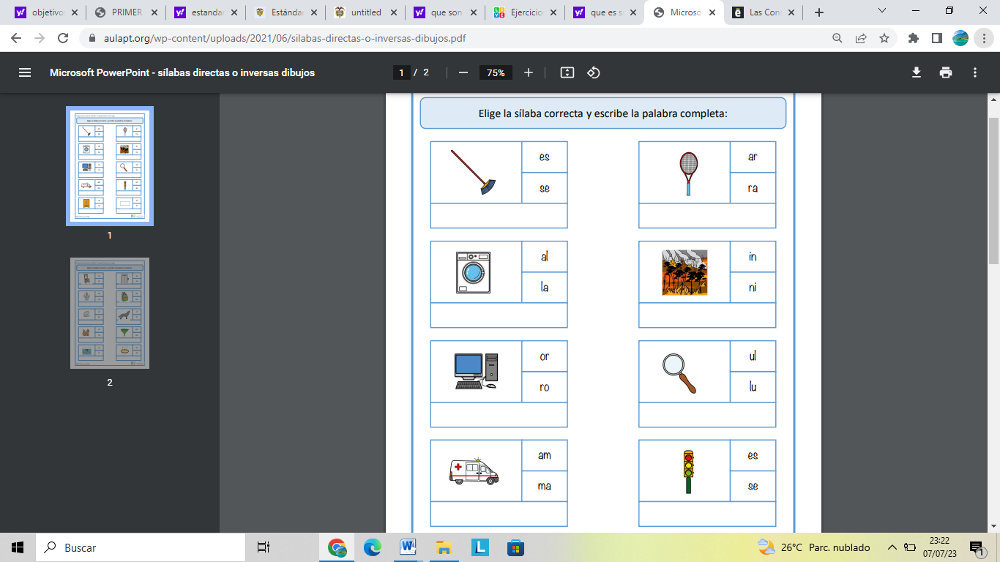 objetivos
PRIMER
estandar
Estándar
untitled
que son
Ejercicio
que es s
Microso
Las Cons
aulapt.org/wp-content/uploads/2021/06/silabas-directas-o-inversas-dibujos.pdf
Microsoft PowerPoint - sílabas directas o inversas dibujos
1 / 2
75%
1
2
Elige la sílaba correcta y escribe la palabra completa:
es
se
ar
ra
al
la
in
ni
or
ro
ul
lu
am
ma
es
se
Buscar
26°C Parc. nublado
23:22
07/07/23
1